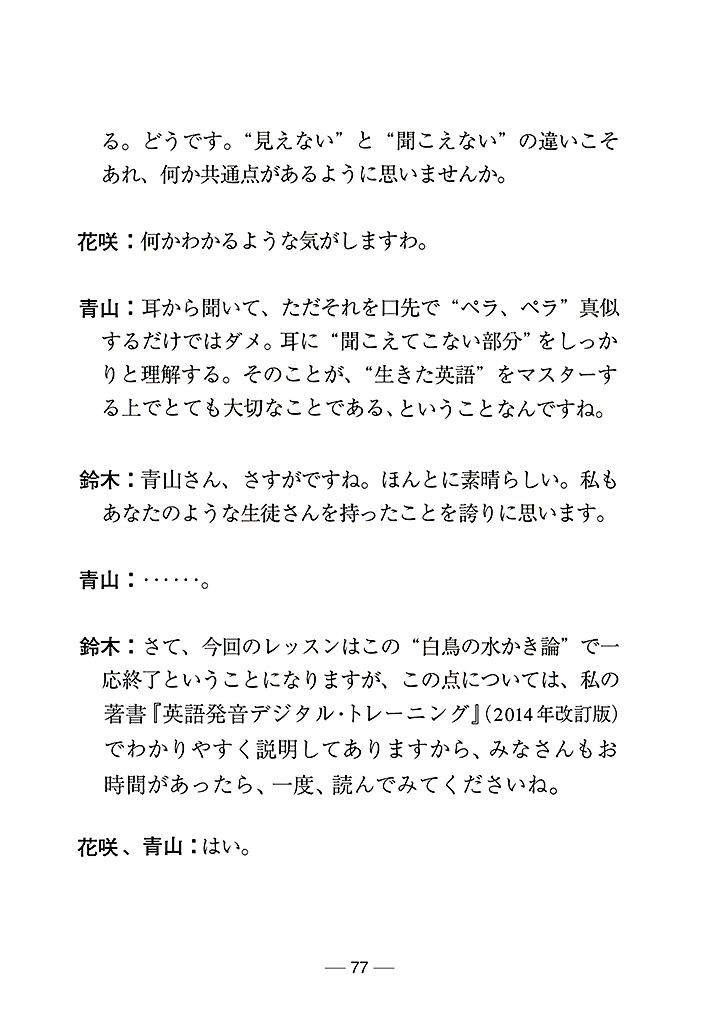 る。どうです。“見えない”と“聞こえない”の違いこそ
あれ、何か共通点があるように思いませんか。
花咲：何かわかるような気がしますわ。
青山：耳から聞いて、ただそれを口先で“ペラ、ペラ”真似
するだけではダメ。耳に“聞こえてこない部分”をしっか
りと理解する。そのことが、“生きた英語”をマスターす
る上でとても大切なことである、ということなんですね。
鈴木：青山さん、さすがですね。ほんとに素晴らしい。私も
あなたのような生徒さんを持ったことを誇りに思います。
青山：‥‥‥。
鈴木：さて、今回のレッスンはこの“白鳥の水かき論”で一
応終了ということになりますが、この点については、私の
著書『英語発音デジタル・トレーニング』（2014年改訂版）
でわかりやすく説明してありますから、みなさんもお
時間があったら、一度、読んでみてくださいね。
花咲、青山：はい。
― 77 ―